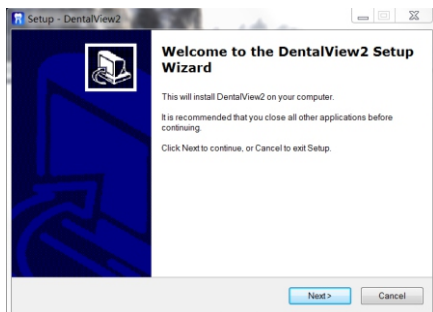 Setup - DentalView2
Welcome to the DentalView2 Setup
Wizard
This will install DentalView2 on your computer.
It is recommended that you close all other applications before
continuing.
Click Next to continue, or Cancel to exit Setup.
Next >
Cancel